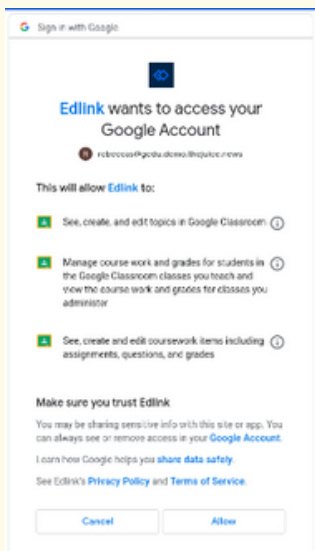 Sign in with Google
Edlink wants to access your
Google Account
R
This will allow Edlink to:
See, create, and edit topics in Google Classroom
Manage course work and grades for students in
the Google Classroom classes you teach and
view the course work and grades for classes you
administer
See, create and edit coursework items including
assignments, questions, and grades
Make sure you trust Edlink
You may be sharing sensitive info with this site or app. You
can always see or remove access in your Google Account.
Learn how Google helps you share data safely.
See Edlink's Privacy Policy and Terms of Service.
Cancel
Allow